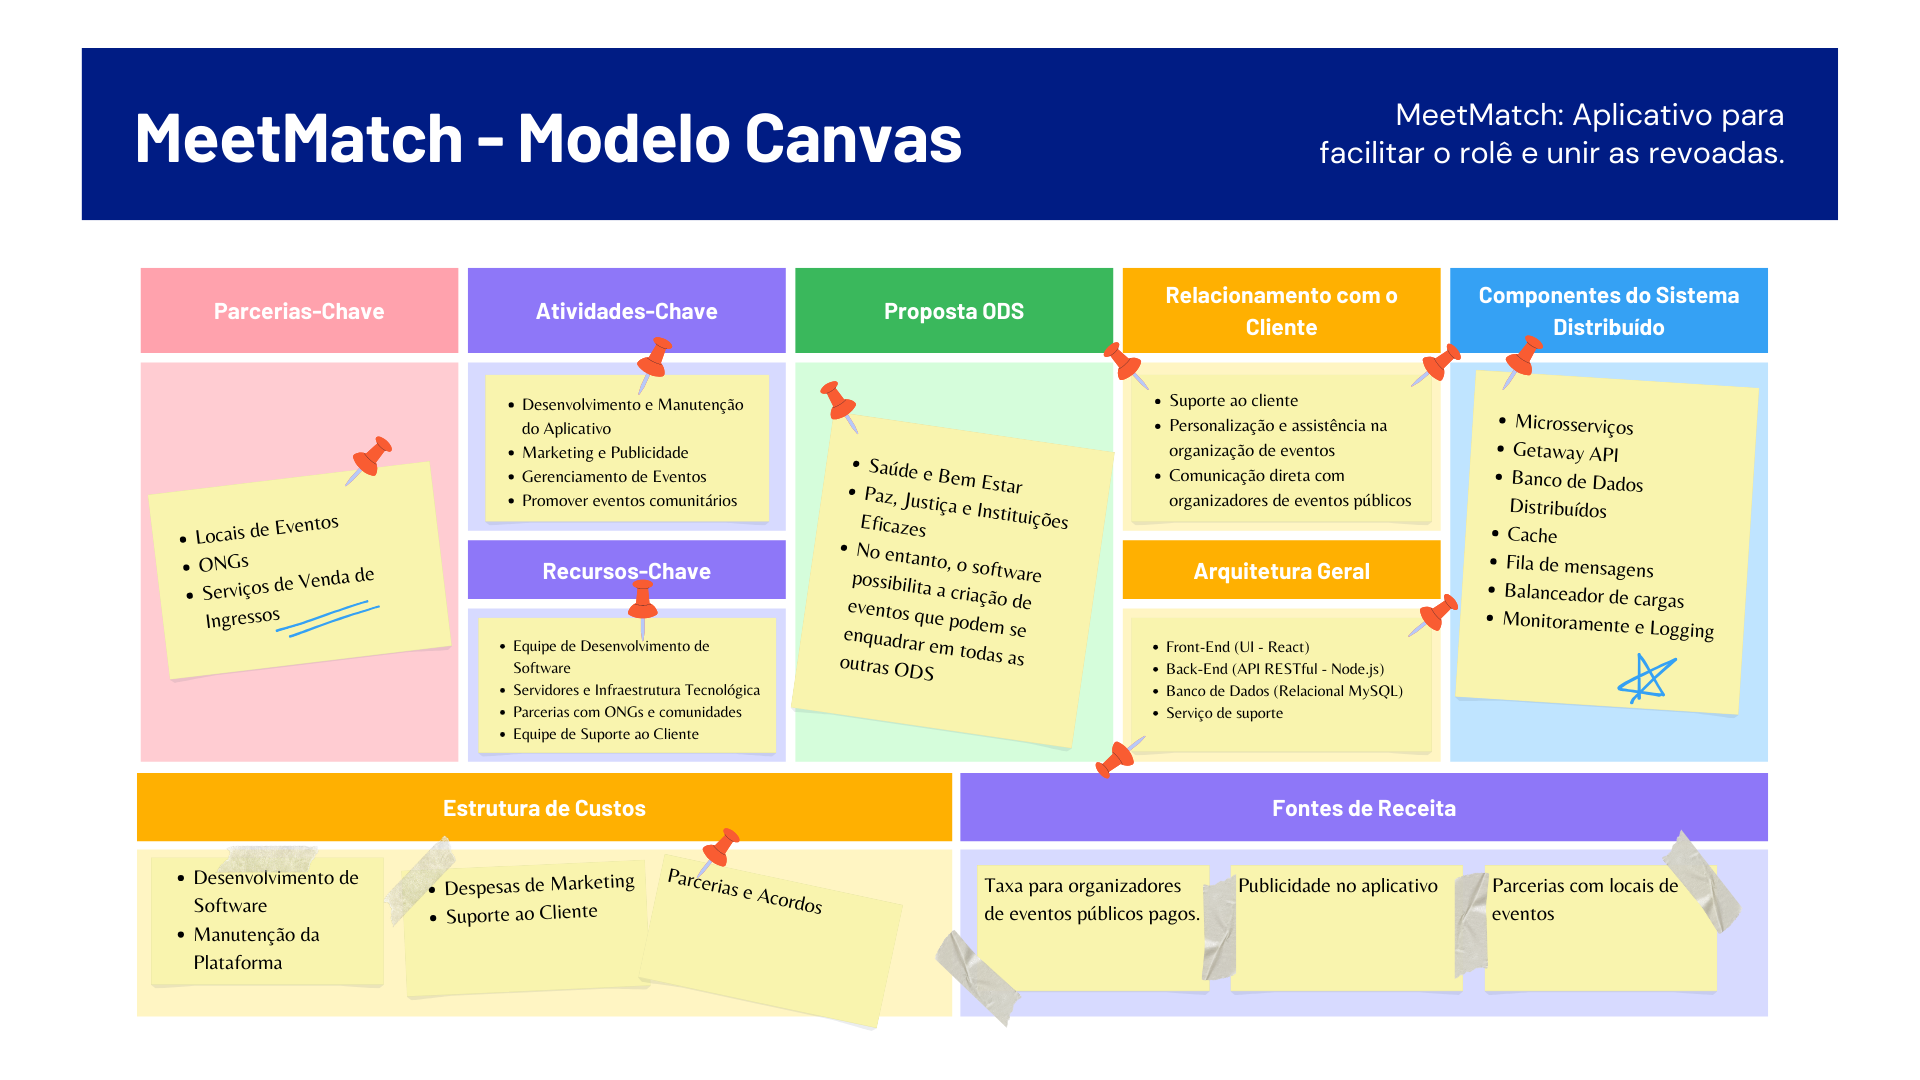 MeetMatch - Modelo Canvas
MeetMatch: Aplicativo para
facilitar o rolê e unir as revoadas.
Parcerias-Chave
• Locais de Eventos
• ONGs
• Serviços de Venda de
Ingressos
Atividades-Chave
• Desenvolvimento e Manutenção
do Aplicativo
• Marketing e Publicidade
• Gerenciamento de Eventos
• Promover eventos comunitários
Recursos-Chave
• Equipe de Desenvolvimento de
Software
• Servidores e Infraestrutura Tecnológica
• Parcerias com ONGs e comunidades
• Equipe de Suporte ao Cliente
Proposta ODS
• Saúde e Bem Estar
• Paz, Justiça e Instituições
Eficazes
• No entanto, o software
possibilita a criação de
eventos que podem se
enquadrar em todas as
outras ODS
Relacionamento com o
Cliente
• Suporte ao cliente
• Personalização e assistência na
organização de eventos
• Comunicação direta com
organizadores de eventos públicos
Arquitetura Geral
• Front-End (UI - React)
• Back-End (API RESTful - Node.js)
• Banco de Dados (Relacional MySQL)
• Serviço de suporte
Componentes do Sistema
Distribuído
• Microsserviços
• Getaway API
• Banco de Dados
Distribuídos
• Cache
• Fila de mensagens
• Balanceador de cargas
• Monitoramente e Logging
Estrutura de Custos
• Desenvolvimento de
Software
• Manutenção da
Plataforma
• Despesas de Marketing
• Suporte ao Cliente
Parcerias e Acordos
Fontes de Receita
Taxa para organizadores
de eventos públicos pagos.
Publicidade no aplicativo
Parcerias com locais de
eventos